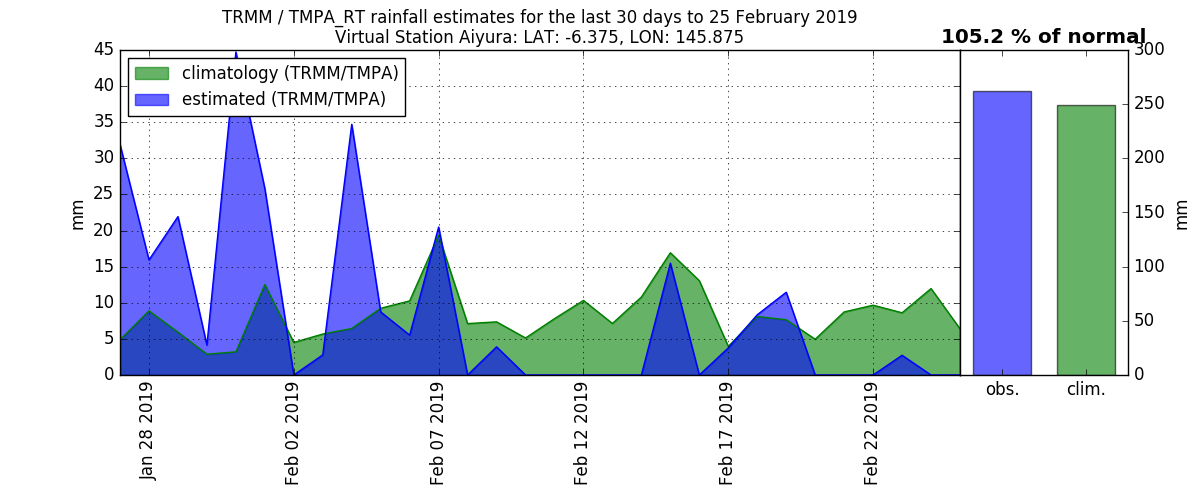 TRMM / TMPA_RT rainfall estimates for the last 30 days to 25 February 2019
Virtual Station Aiyura: LAT: -6.375, LON: 145.875
105.2 % of normal
climatology (TRMM/TMPA)
estimated (TRMM/TMPA)
mm
45
40
35
30
25
20
15
10
5
0
Jan 28 2019
Feb 02 2019
Feb 07 2019
Feb 12 2019
Feb 17 2019
Feb 22 2019
300
250
200
150
100
50
0
mm
obs.
clim.